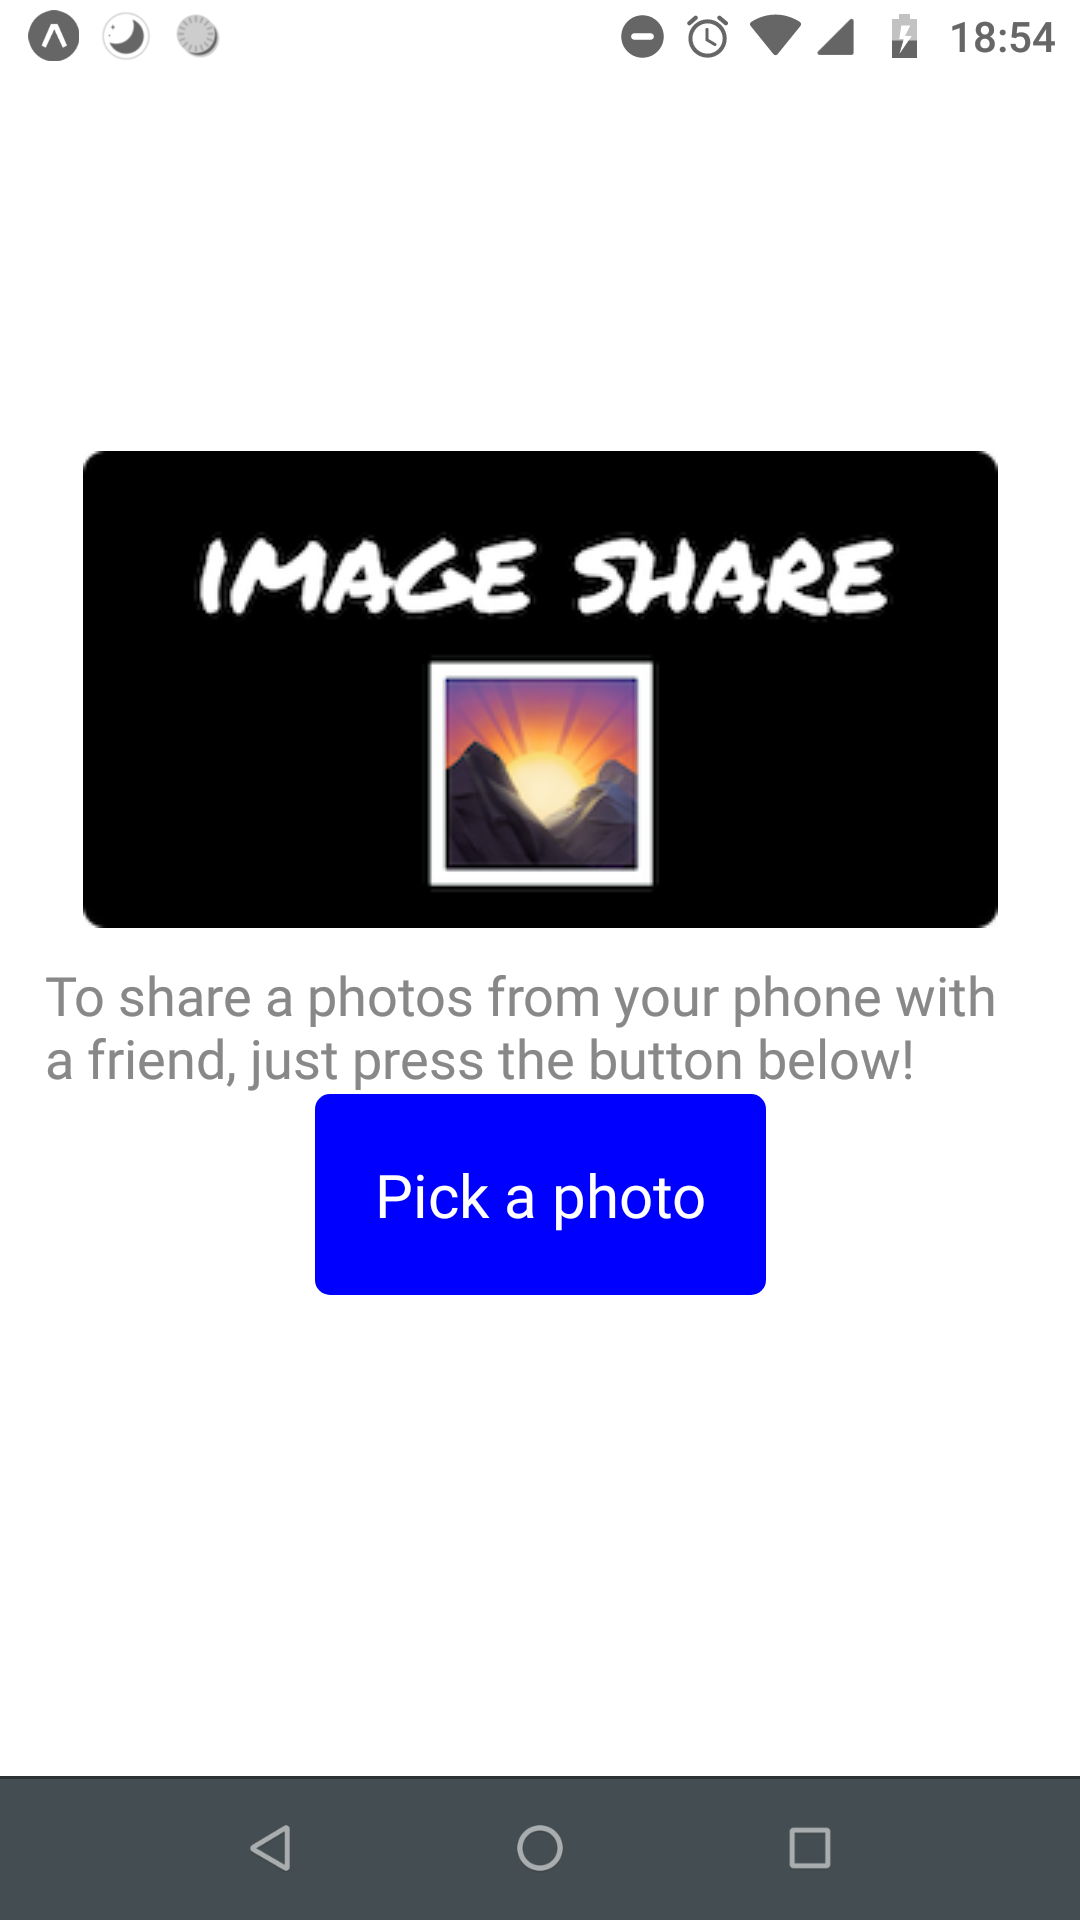 18:54
IMAGE SHARE
To share a photos from your phone with
a friend, just press the button below!
Pick a photo